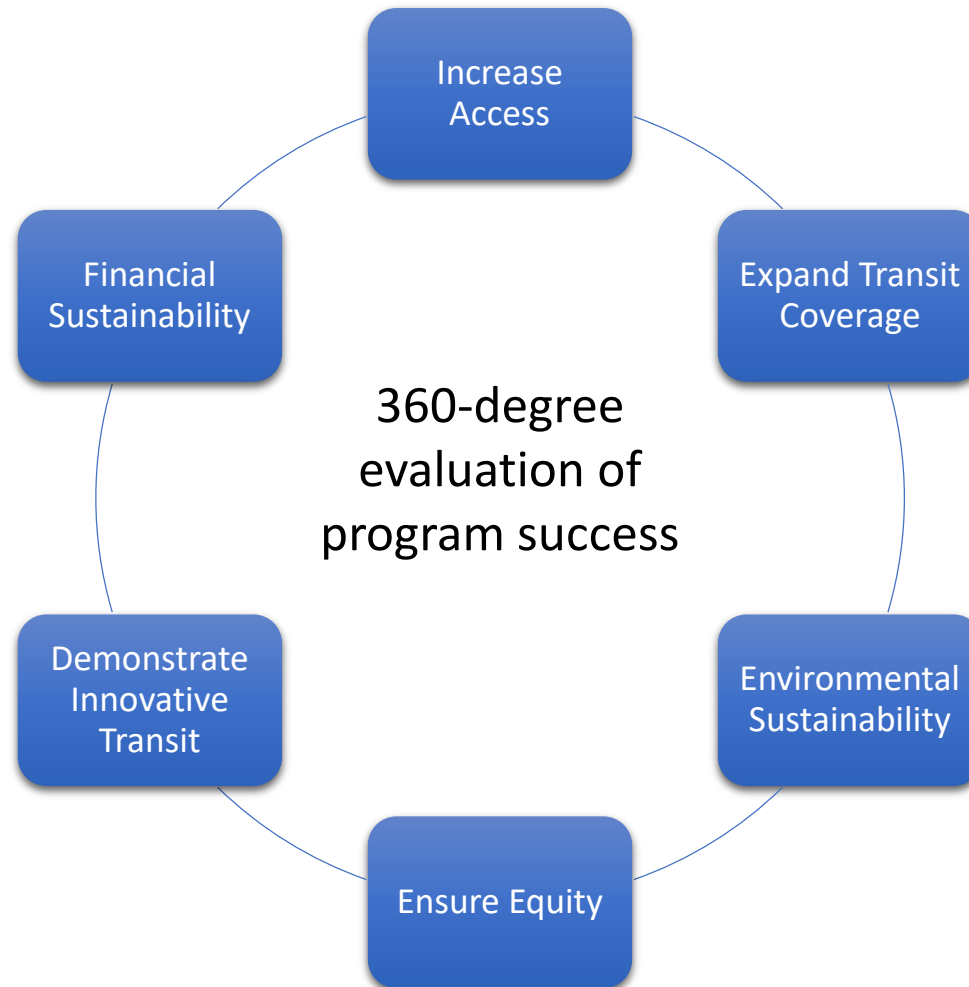 Increase
Access
Expand Transit
Coverage
Environmental
Sustainability
Ensure Equity
Demonstrate
Innovative
Transit
Financial
Sustainability
360-degree
evaluation of
program success